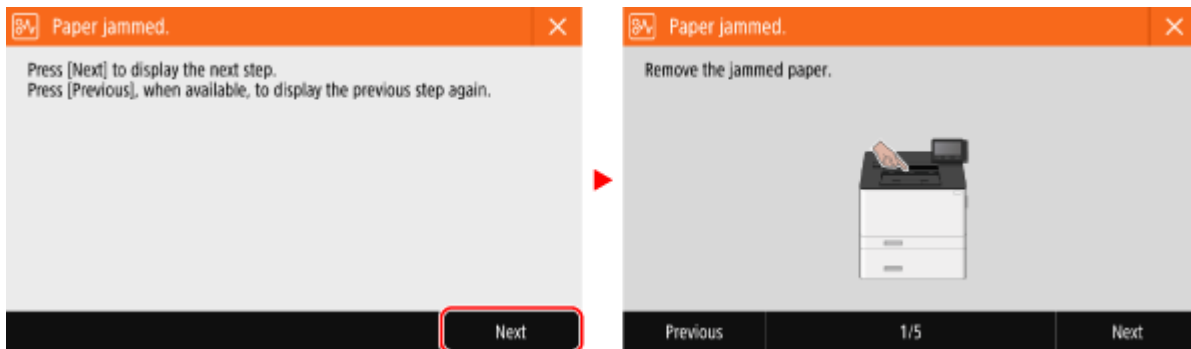 Paper jammed.
Press [Next] to display the next step.
Press [Previous], when available, to display the previous step again.
Next
Paper jammed.
Remove the jammed paper.
Previous
1/5
Next